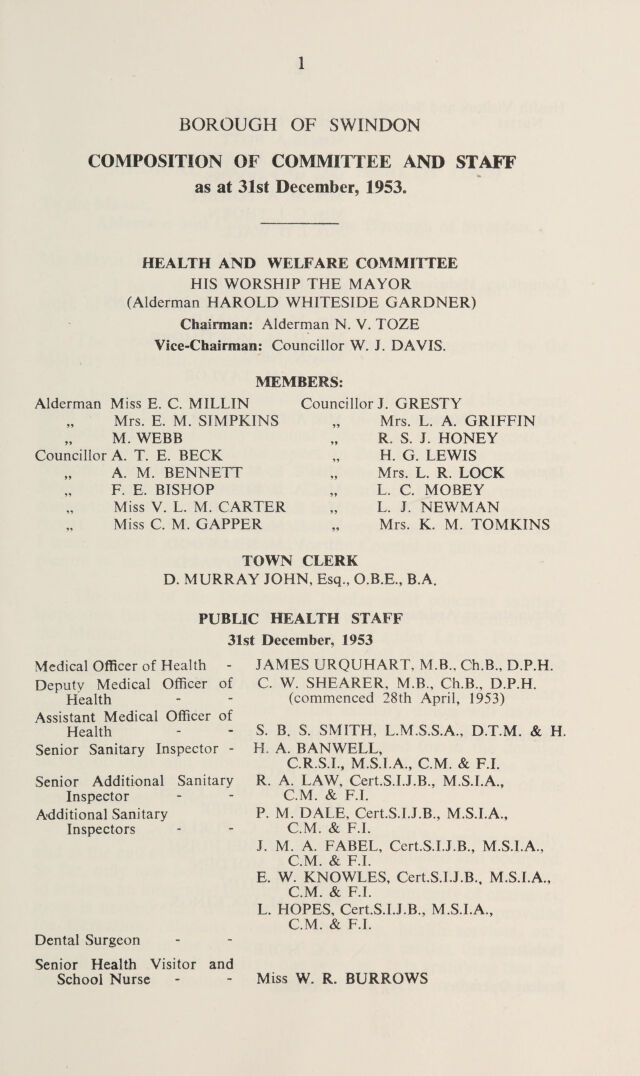 1
BOROUGH OF SWINDON
COMPOSITION OF COMMITTEE AND STAFF
as at 31st December, 1953.
HEALTH AND WELFARE COMMITTEE
HIS WORSHIP THE MAYOR
(Alderman HAROLD WHITESIDE GARDNER)
Chairman: Alderman N. V. TOZE
Vice-Chairman: Councillor W. J. DAVIS.
MEMBERS:
Alderman Miss E. C. MILLIN Councillor J. GRESTY
„ Mrs. E. M. SIMPKINS „ Mrs. L. A. GRIFFIN
„ M. WEBB „ R. S. J. HONEY
Councillor A. T. E. BECK „ H. G. LEWIS
„ A. M. BENNETT „ Mrs. L. R. LOCK
„ F. E. BISHOP „ L. C. MOBEY
„ Miss V. L. M. CARTER „ L. J. NEWMAN
„ Miss C. M. GAPPER „ Mrs. K. M. TOMKINS
TOWN CLERK
D. MURRAY JOHN, Esq., O.B.E., B.A.
PUBLIC HEALTH STAFF
31st December, 1953
Medical Officer of Health - JAMES URQUHART, M.B., Ch.B., D.P.H.
Deputy Medical Officer of C. W. SHEARER, M.B., Ch.B., D.P.H.
Health - - (commenced 28th April, 1953)
Assistant Medical Officer of
Health - - S. B. S. SMITH, L.M.S.S.A., D.T.M. & H.
Senior Sanitary Inspector - H. A. BANWELL,
C.R.S.I., M.S.I.A., C.M. & F.I.
Senior Additional Sanitary R. A. LAW, Cert.S.I.J.B., M.S.I.A.,
Inspector - - C.M. & F.I.
Additional Sanitary P. M. DALE, Cert.S.I.J.B., M.S.I.A.,
Inspectors - - C.M. & F.I.
J. M. A. FABEL, Cert.S.I.J.B., M.S.I.A.,
C.M. & F.I.
E. W. KNOWLES, Cert.S.I.J.B., M.S.I.A.,
C.M. & F.I.
L. HOPES, Cert.S.I.J.B., M.S.I.A.,
C.M. & F.I.
Dental Surgeon - -
Senior Health Visitor and
School Nurse - - Miss W. R. BURROWS